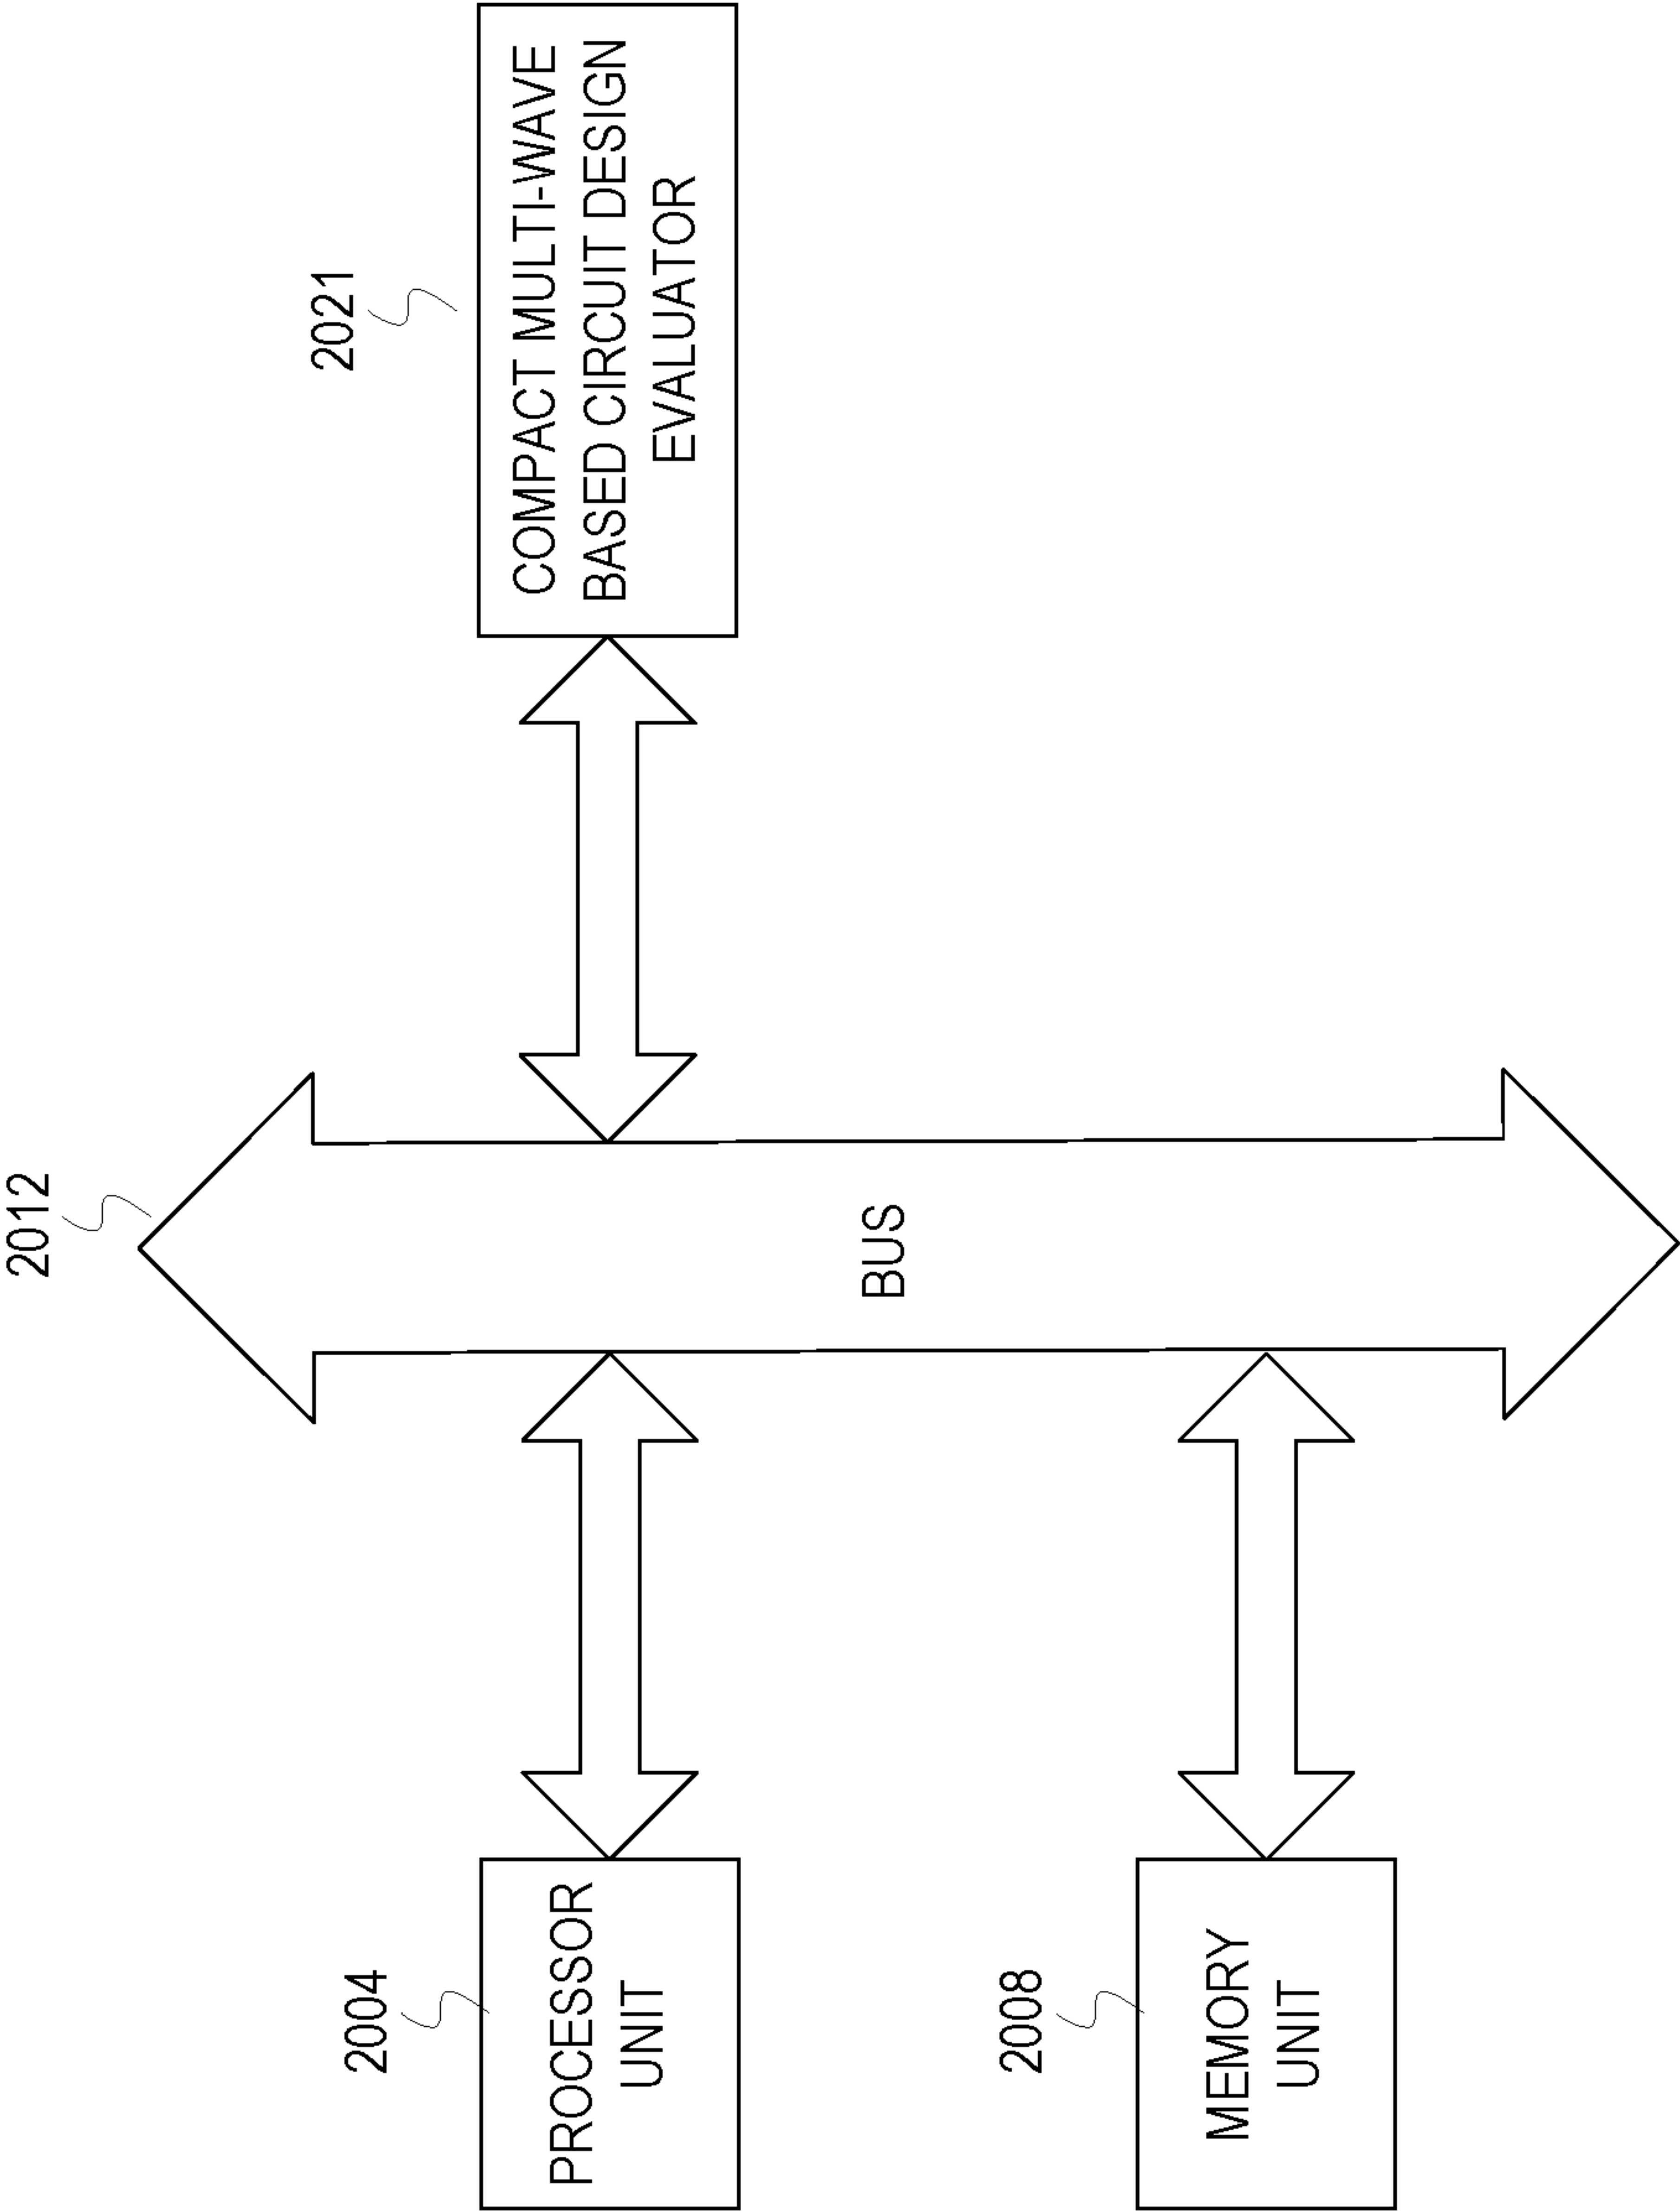 2012
2004
PROCESSOR
UNIT
2021
COMPACT MULTI-WAVE
BASED CIRCUIT DESIGN
EVALUATOR
BUS
2008
MEMORY
UNIT